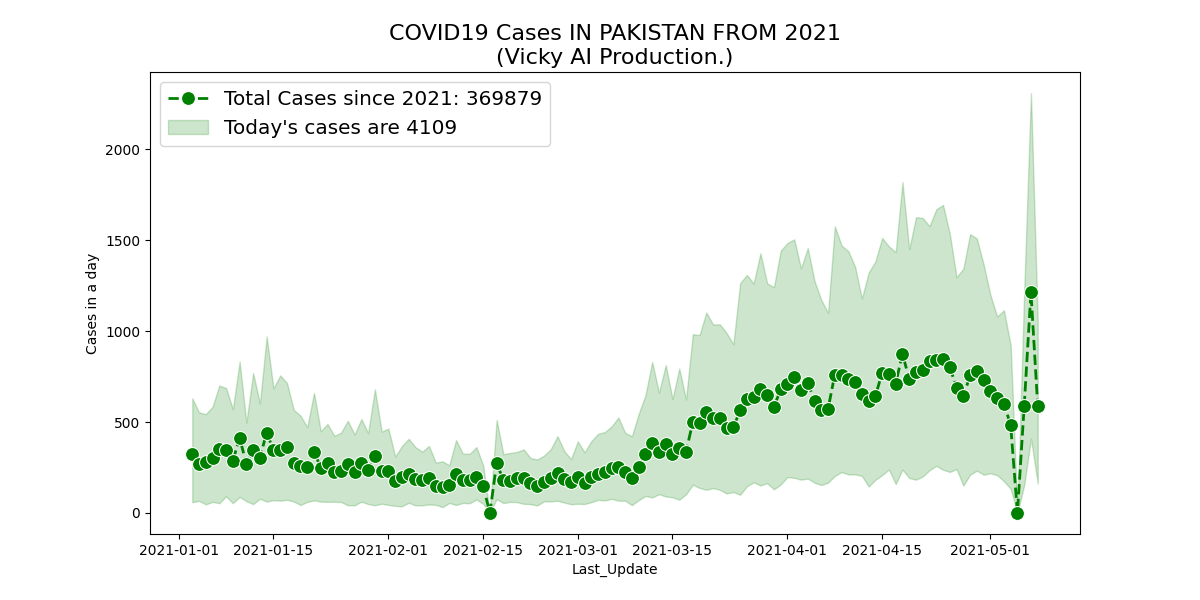 COVID19 Cases IN PAKISTAN FROM 2021
(Vicky AI Production.)
Total Cases since 2021: 369879
Today's cases are 4109
Cases in a day
2000
1500
1000
500
0
2021-01-01 2021-01-15 2021-02-01 2021-02-15 2021-03-01 2021-03-15 2021-04-01 2021-04-15 2021-05-01
Last_Update